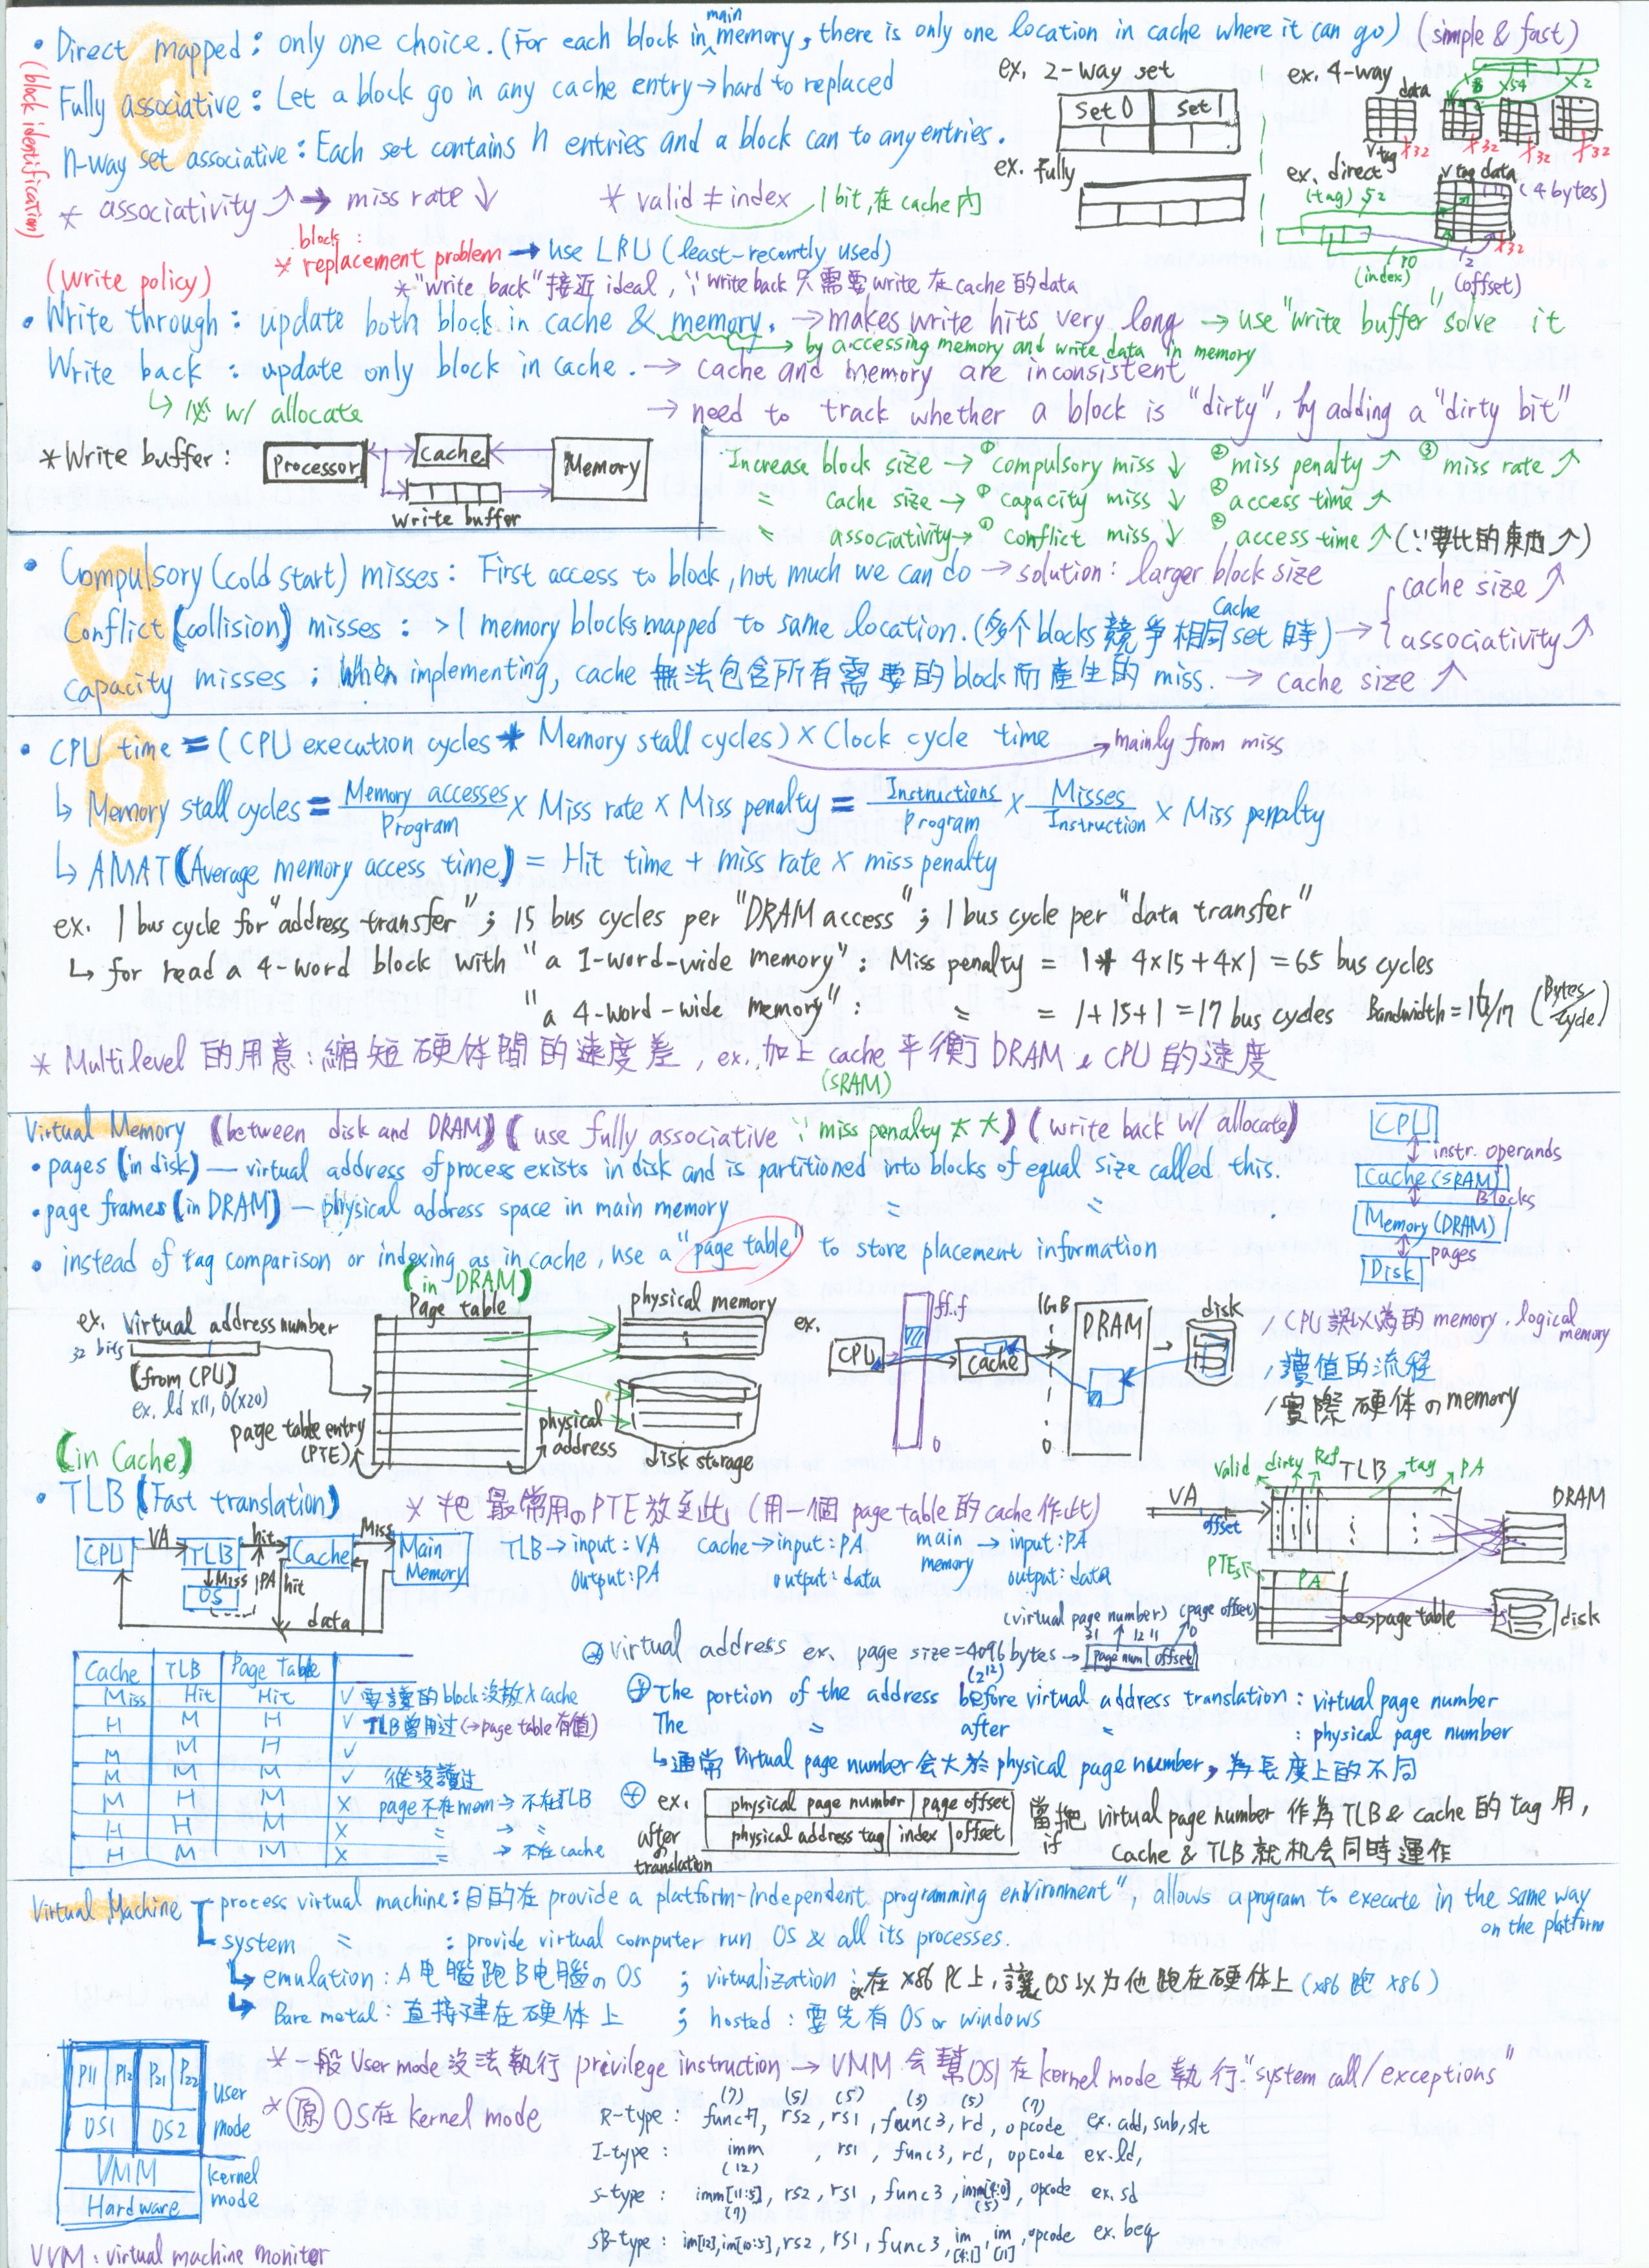 • Direct mapped : only one choice. (For each block in main memory, there is only one location in cache where it can go) (simple & fast)
(block identification)
Fully associative : Let a block go in any cache entry → hard to replaced
n-way set associative : Each set contains n entries and a block can to any entries.
* associativity ↗ → miss rate ↓
* valid ≠ index 1 bit, 在 cache 內
ex. 2-way set
set 0 set 1
ex. fully
ex. 4-way
data
v tag
32 32 32 32
ex. direct
(tag) 52
v tag data
(4 bytes)
32
10
(index)
2
(offset)
block :
* replacement problem → use LRU (least-recently used)
(write policy)
* "write back" 接近 ideal, ∵ write back 只需要 write 在 cache 的 data
• Write through : update both block in cache & memory. → makes write hits very long → use "write buffer" solve it
→ by accessing memory and write data in memory
Write back : update only block in cache. → cache and memory are inconsistent
↳ w/ allocate
→ need to track whether a block is "dirty", by adding a "dirty bit"
* Write buffer :
Processor
cache
Memory
write buffer
Increase block size → ① compulsory miss ↓ ② miss penalty ↗ ③ miss rate ↗
= cache size → ① capacity miss ↓ ② access time ↗
= associativity → ① conflict miss ↓ ② access time ↗ (∵要比的東西↗)
• Compulsory (cold start) misses : First access to block, not much we can do → solution : larger block size
Conflict (collision) misses : >1 memory blocks mapped to same location. (多个 blocks 競爭相同 cache set 時) → { cache size ↗ associativity ↗
capacity misses : When implementing, cache 無法包含所有需要的 block 而產生的 miss. → cache size ↗
• CPU time = (CPU execution cycles + Memory stall cycles) × Clock cycle time → mainly from miss
↳ Memory stall cycles = Memory accesses / Program × Miss rate × Miss penalty = Instructions / Program × Misses / Instruction × Miss penalty
↳ AMAT (Average memory access time) = Hit time + miss rate × miss penalty
ex. 1 bus cycle for "address transfer" ; 15 bus cycles per "DRAM access" ; 1 bus cycle per "data transfer"
↳ for read a 4-word block with "a 1-word-wide memory" : Miss penalty = 1 + 4×15 + 4×1 = 65 bus cycles
"a 4-word-wide memory" : = = 1 + 15 + 1 = 17 bus cycles Bandwidth = 16/17 (Bytes/cycle)
* Multilevel 的用意 : 縮短硬体間的速度差, ex. 加上 cache 平衡 DRAM & CPU 的速度
(SRAM)
Virtual Memory (between disk and DRAM) ( use fully associative ∵ miss penalty 太大) (write back w/ allocate)
• pages (in disk) — virtual address of process exists in disk and is partitioned into blocks of equal size called this.
• page frames (in DRAM) — physical address space in main memory = = .
• instead of tag comparison or indexing as in cache, use a "page table" to store placement information
CPU
instr. operands
Cache (SRAM)
Blocks
Memory (DRAM)
pages
Disk
(in DRAM)
Page table
ex. Virtual address number
32 bits
(from CPU)
ex. ld x11, 0(x20)
page table entry
(PTE)
physical memory
physical address
disk storage
ex.
CPU
ff..f
0
cache
1GB
0
DRAM
disk
/ CPU 誤以為的 memory, logical memory
/ 讀值的流程
/ 實際硬体の memory
(in Cache)
• TLB (Fast translation)
* 把最常用の PTE 放至此 (用一個 page table 的 cache 作此)
CPU VA TLB hit Cache Miss Main Memory
Miss PA hit
OS
data
TLB → input : VA
output : PA
Cache → input : PA
output : data
main memory → input : PA
output : data
valid dirty Ref TLB tag PA
VA
offset
DRAM
PTEs
PA
page table
disk
Cache TLB Page Table
Miss Hit Hit ✓ 要讀的 block 沒放入 cache
H M H ✓ TLB 曾用过 (→ page table 有值)
M M H ✓
M M M ✓ 從沒讀过
M H M × page 不在 mem → 不在 TLB
H H M × = → =
H M M × = → 不在 cache
(virtual page number) (page offset)
virtual address ex. page size = 4096 bytes →
(2^12)
31 12 11 0
page num offset
The portion of the address before virtual address translation : virtual page number
The = after = : physical page number
↳ 通常 virtual page number 会大於 physical page number, 為長度上的不同
ex. physical page number page offset
after translation
physical address tag index offset
當把 virtual page number 作為 TLB & cache 的 tag 用,
if Cache & TLB 就机会同時運作
Virtual Machine
process virtual machine : 目的在 provide a platform-independent programming environment", allows a program to execute in the same way on the platform
system = : provide virtual computer run OS & all its processes.
↳ emulation : A 电腦跑 B 电腦の OS ; virtualization : ex. 在 x86 PC 上, 讓 OS 以为他跑在硬体上 (x86 跑 x86)
↳ Bare metal : 直接建在硬体上 ; hosted : 要先有 OS or windows
P11 P12 P21 P22
OS1 OS2
user mode
VMM
Hardware
kernel mode
VVM : virtual machine monitor
* 一般 User mode 沒法執行 privilege instruction → VMM 会幫 OS1 在 kernel mode 執行 "system call / exceptions"
* 原 OS 在 kernel mode
(7) (5) (5) (3) (5) (7)
R-type : func7, rs2, rs1, func3, rd, opcode ex. add, sub, slt
I-type : imm (12) , rs1, func3, rd, opcode ex. ld,
S-type : imm[11:5] (7), rs2, rs1, func3, imm[4:0] (5), opcode ex. sd
SB-type : im[12], im[10:5], rs2, rs1, func3, im[4:1], im[11], opcode ex. beq